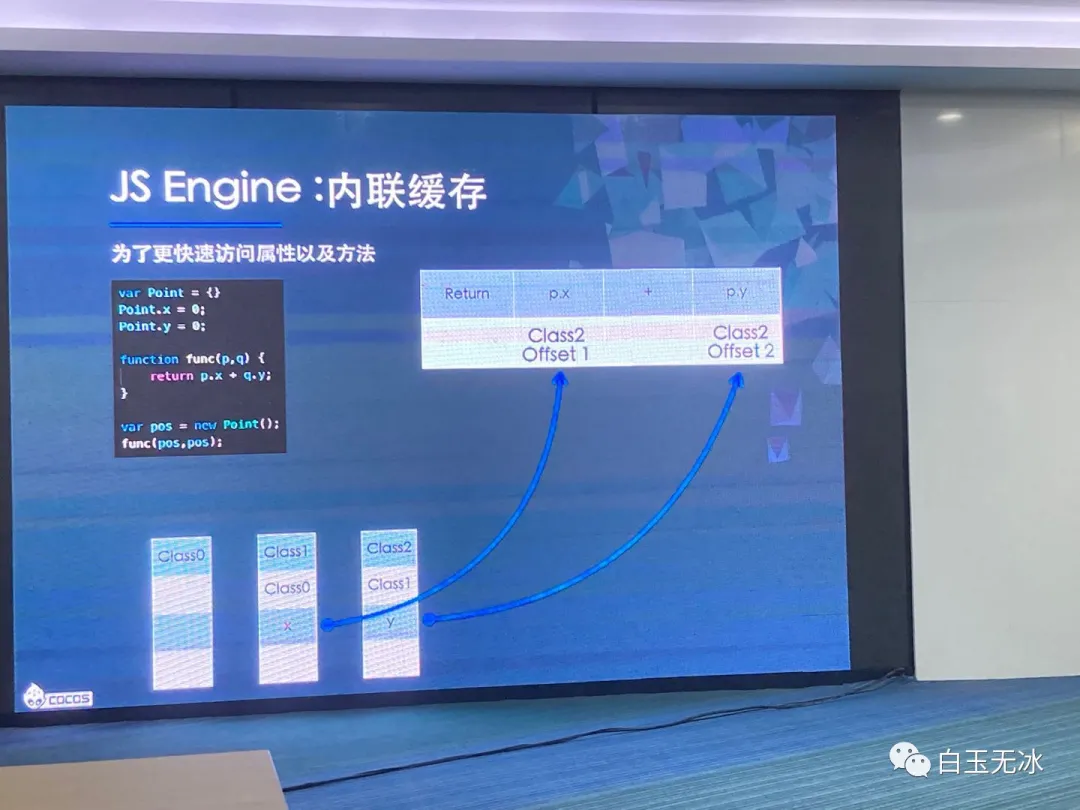 JS Engine :内联缓存
为了更快速访问属性以及方法
var Point = {}
Point.x = 0;
Point.y = 0;
function func(p,q) {
return p.x + q.y;
}
var pos = new Point();
func(pos,pos);
Return p.x + p.y
Class2 Class2
Offset 1 Offset 2
Class0 Class1 Class2
Class0 Class1
x y
COCOS
白玉无冰